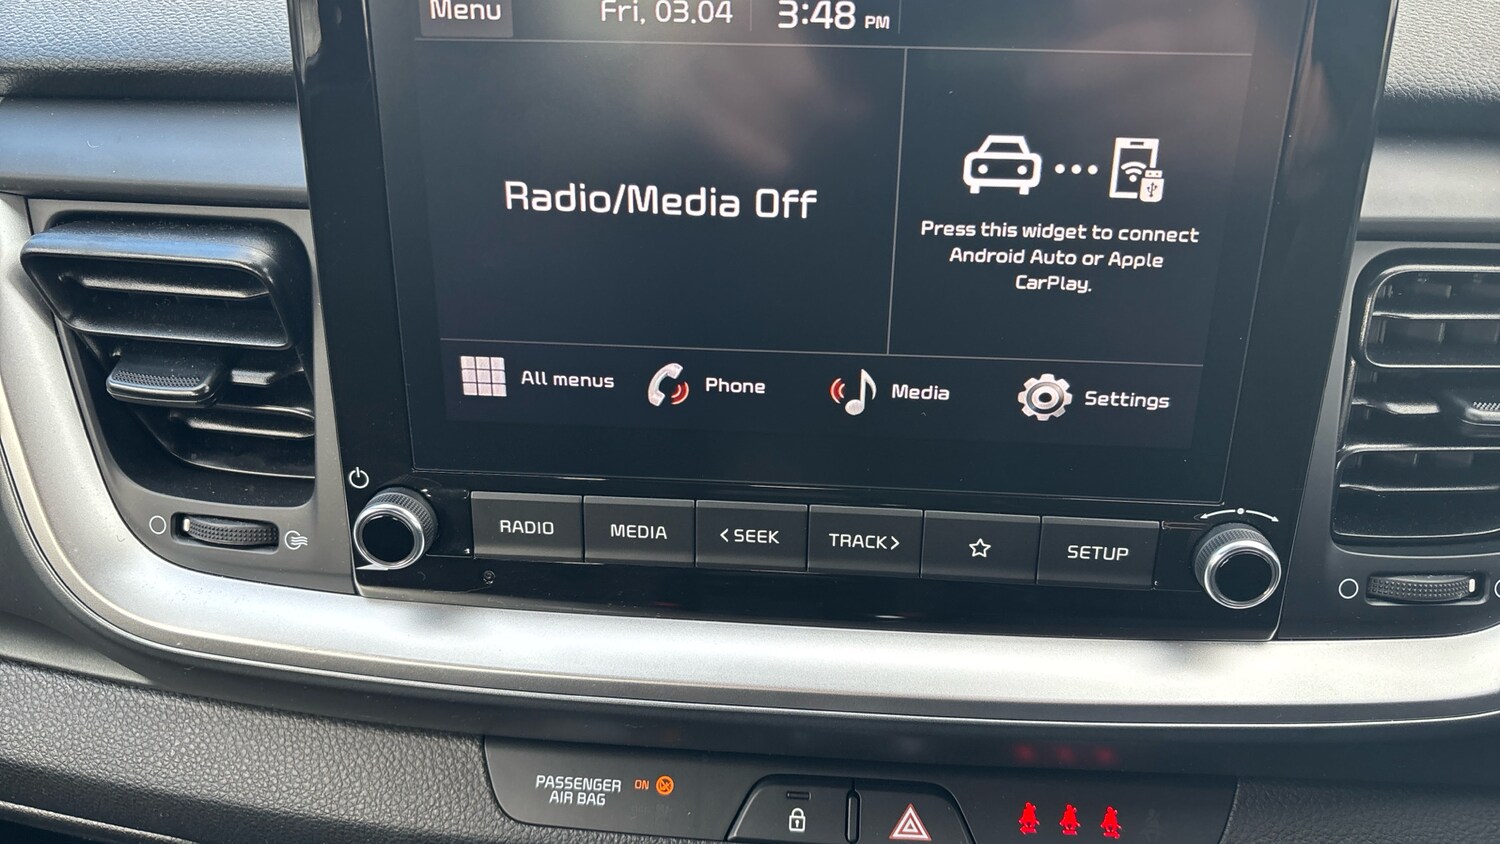 Menu
Fri, 03.04
3:48 PM
Radio/Media Off
Press this widget to connect
Android Auto or Apple
CarPlay.
All menus
Phone
Media
Settings
RADIO
MEDIA
<SEEK
TRACK>
SETUP
PASSENGER
AIR BAG
ON